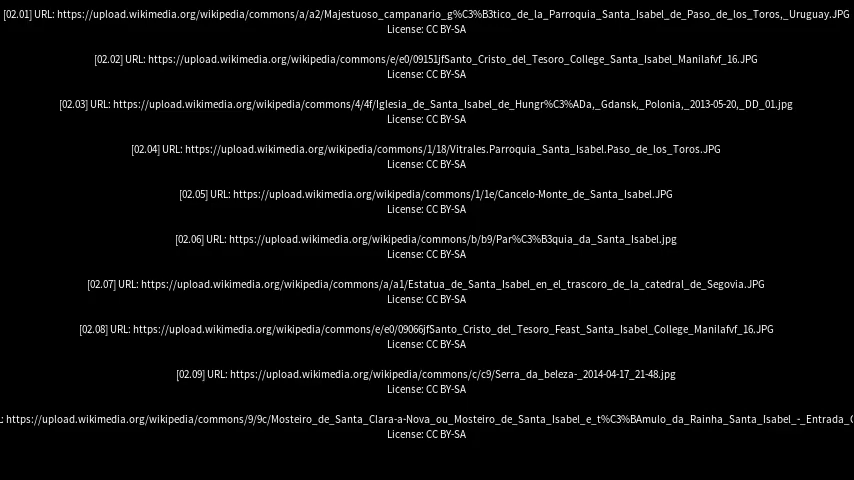 [02.01] URL: https://upload.wikimedia.org/wikipedia/commons/a/a2/Majestuoso_campanario_g%C3%B3tico_de_la_Parroquia_Santa_Isabel_de_Paso_de_los_Toros,_Uruguay.JPG
License: CC BY-SA
[02.02] URL: https://upload.wikimedia.org/wikipedia/commons/e/e0/09151jfSanto_Cristo_del_Tesoro_College_Santa_Isabel_Manilafvf_16.JPG
License: CC BY-SA
[02.03] URL: https://upload.wikimedia.org/wikipedia/commons/4/4f/Iglesia_de_Santa_Isabel_de_Hungr%C3%ADa,_Gdansk,_Polonia,_2013-05-20,_DD_01.jpg
License: CC BY-SA
[02.04] URL: https://upload.wikimedia.org/wikipedia/commons/1/18/Vitrales.Parroquia_Santa_Isabel.Paso_de_los_Toros.JPG
License: CC BY-SA
[02.05] URL: https://upload.wikimedia.org/wikipedia/commons/1/1e/Cancelo-Monte_de_Santa_Isabel.JPG
License: CC BY-SA
[02.06] URL: https://upload.wikimedia.org/wikipedia/commons/b/b9/Par%C3%B3quia_da_Santa_Isabel.jpg
License: CC BY-SA
[02.07] URL: https://upload.wikimedia.org/wikipedia/commons/a/a1/Estatua_de_Santa_Isabel_en_el_trascoro_de_la_catedral_de_Segovia.JPG
License: CC BY-SA
[02.08] URL: https://upload.wikimedia.org/wikipedia/commons/e/e0/09066jfSanto_Cristo_del_Tesoro_Feast_Santa_Isabel_College_Manilafvf_16.JPG
License: CC BY-SA
[02.09] URL: https://upload.wikimedia.org/wikipedia/commons/c/c9/Serra_da_beleza-_2014-04-17_21-48.jpg
License: CC BY-SA
: https://upload.wikimedia.org/wikipedia/commons/9/9c/Mosteiro_de_Santa_Clara-a-Nova_ou_Mosteiro_de_Santa_Isabel_e_t%C3%BAmulo_da_Rainha_Santa_Isabel_-_Entrada_
License: CC BY-SA